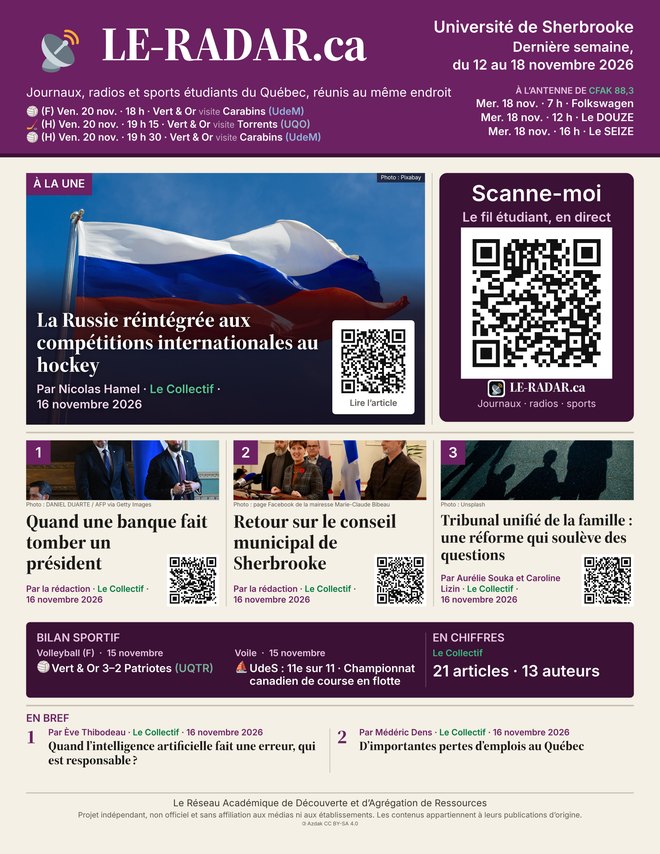 LE-RADAR.ca
Université de Sherbrooke
Dernière semaine,
du 12 au 18 novembre 2026
Journaux, radios et sports étudiants du Québec, réunis au même endroit
(F) Ven. 20 nov. · 18 h · Vert & Or visite Carabins (UdeM)
(H) Ven. 20 nov. · 19 h 15 · Vert & Or visite Torrents (UQO)
(H) Ven. 20 nov. · 19 h 30 · Vert & Or visite Carabins (UdeM)
À L'ANTENNE DE CFAK 88,3
Mer. 18 nov. · 7 h · Folkswagen
Mer. 18 nov. · 12 h · Le DOUZE
Mer. 18 nov. · 16 h · Le SEIZE
À LA UNE
Photo : Pixabay
La Russie réintégrée aux
compétitions internationales au
hockey
Par Nicolas Hamel · Le Collectif ·
16 novembre 2026
Lire l'article
Scanne-moi
Le fil étudiant, en direct
LE-RADAR.ca
Journaux · radios · sports
1
Photo : DANIEL DUARTE / AFP via Getty Images
Quand une banque fait
tomber un
président
Par la rédaction · Le Collectif ·
16 novembre 2026
2
Photo : page Facebook de la mairesse Marie-Claude Bibeau
Retour sur le conseil
municipal de
Sherbrooke
Par la rédaction · Le Collectif ·
16 novembre 2026
3
Photo : Unsplash
Tribunal unifié de la famille :
une réforme qui soulève des
questions
Par Aurélie Souka et Caroline
Lizin · Le Collectif ·
16 novembre 2026
BILAN SPORTIF
Volleyball (F) · 15 novembre
Vert & Or 3–2 Patriotes (UQTR)
Voile · 15 novembre
UdeS : 11e sur 11 · Championnat
canadien de course en flotte
EN CHIFFRES
Le Collectif
21 articles · 13 auteurs
EN BREF
1
Par Ève Thibodeau · Le Collectif · 16 novembre 2026
Quand l'intelligence artificielle fait une erreur, qui
est responsable ?
2
Par Médéric Dens · Le Collectif · 16 novembre 2026
D'importantes pertes d'emplois au Québec
Le Réseau Académique de Découverte et d'Agrégation de Ressources
Projet indépendant, non officiel et sans affiliation aux médias ni aux établissements. Les contenus appartiennent à leurs publications d'origine.
Azdak CC BY-SA 4.0